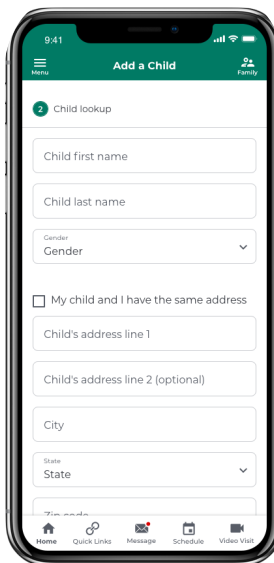 9:41
Menu
Add a Child
Family
2 Child lookup
Child first name
Child last name
Gender
Gender
My child and I have the same address
Child's address line 1
Child's address line 2 (optional)
City
State
State
Zip code
Home Quick Links Message Schedule Video Visit